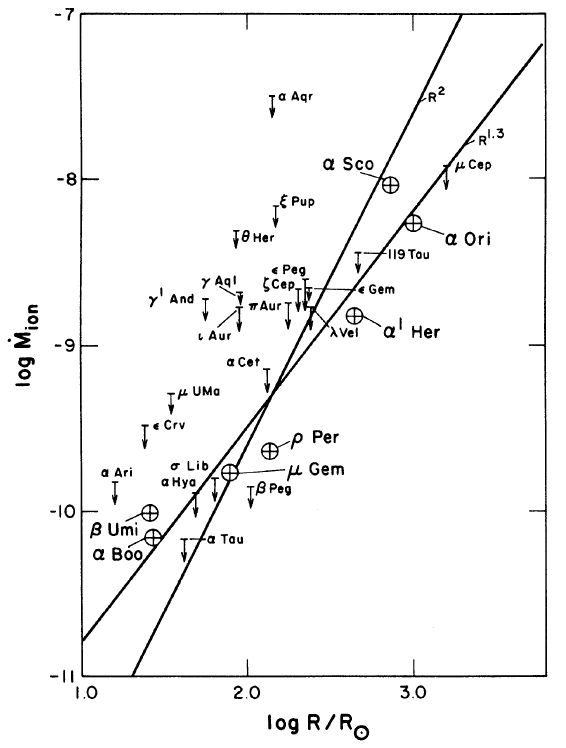 -7
α Aqr
R²
R¹·³
α Sco
μ Cep
-8
ξ Pup
θ Her
α Ori
119 Tau
ϵ Peg
ζ Cep
γ Aql
ϵ Gem
γ¹ And
π Aur
α¹ Her
ι Aur
λ Vel
-9
α Cet
μ UMa
ϵ Crv
ρ Per
σ Lib
μ Gem
α Ari
α Hya
β Peg
-10
β Umi
α Boo
α Tau
-11
1.0 2.0 3.0
log R/R⊙
log Ṁion